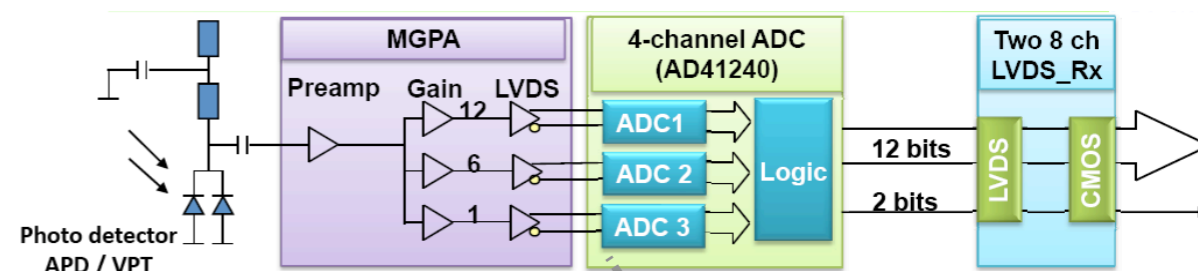 MGPA
4-channel ADC
(AD41240)
Two 8 ch
LVDS_Rx
Preamp
Gain
LVDS
12
6
1
ADC1
ADC 2
ADC 3
Logic
12 bits
2 bits
LVDS
CMOS
Photo detector
APD / VPT